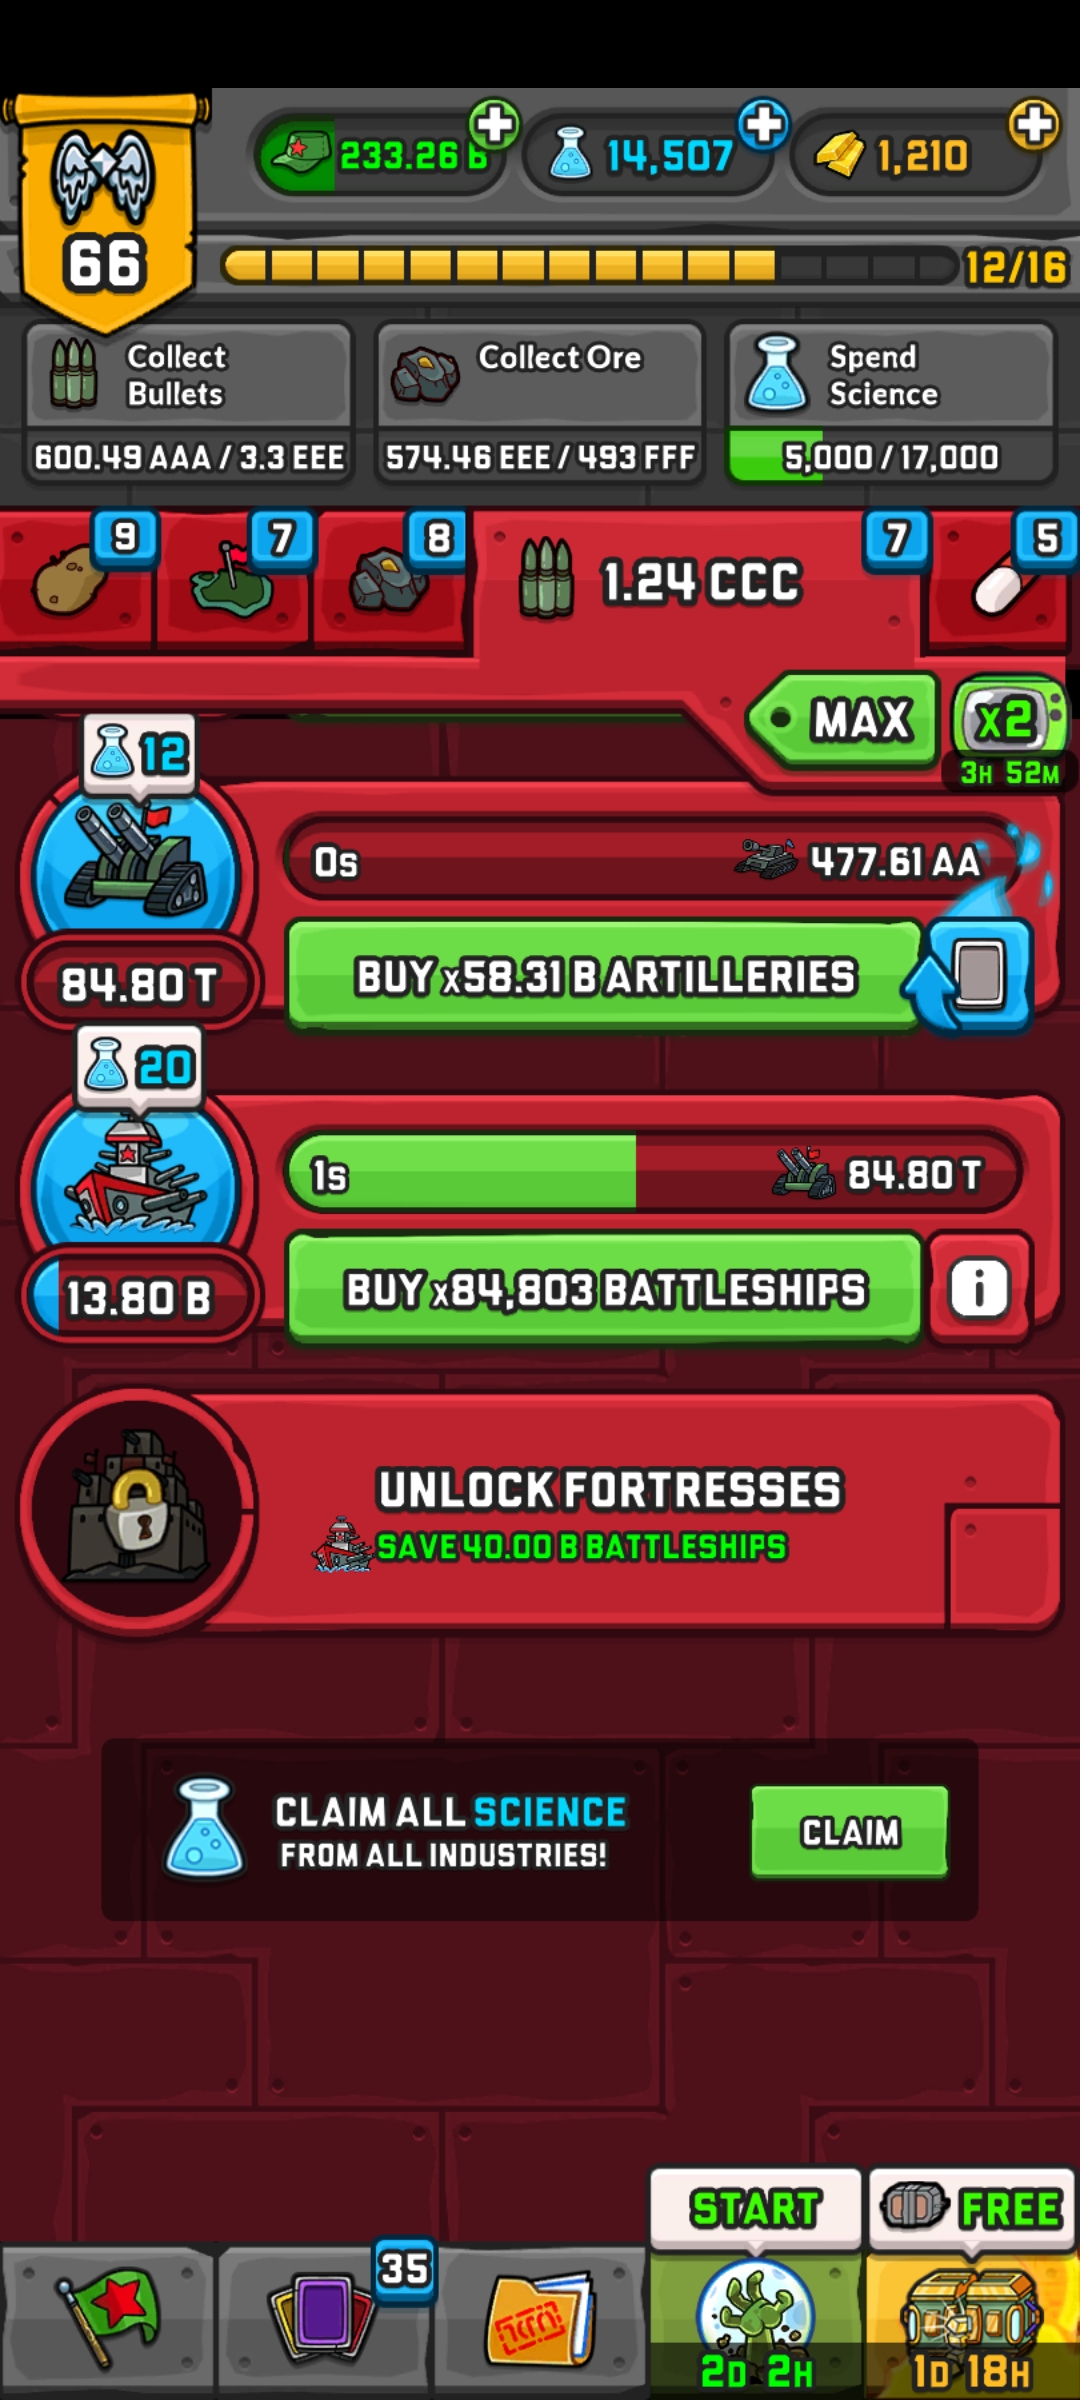 233.26 B
14,507
1,210
66
12/16
Collect
Bullets
600.49 AAA / 3.3 EEE
Collect Ore
574.46 EEE / 493 FFF
Spend
Science
5,000 / 17,000
9
7
8
1.24 CCC
7
5
MAX
x2
3H 52M
12
0s
477.61 AA
84.80 T
BUY x58.31 B ARTILLERIES
20
1s
84.80 T
13.80 B
BUY x84,803 BATTLESHIPS
i
UNLOCK FORTRESSES
SAVE 40.00 B BATTLESHIPS
CLAIM ALL SCIENCE
FROM ALL INDUSTRIES!
CLAIM
START
FREE
35
2D 2H
1D 18H